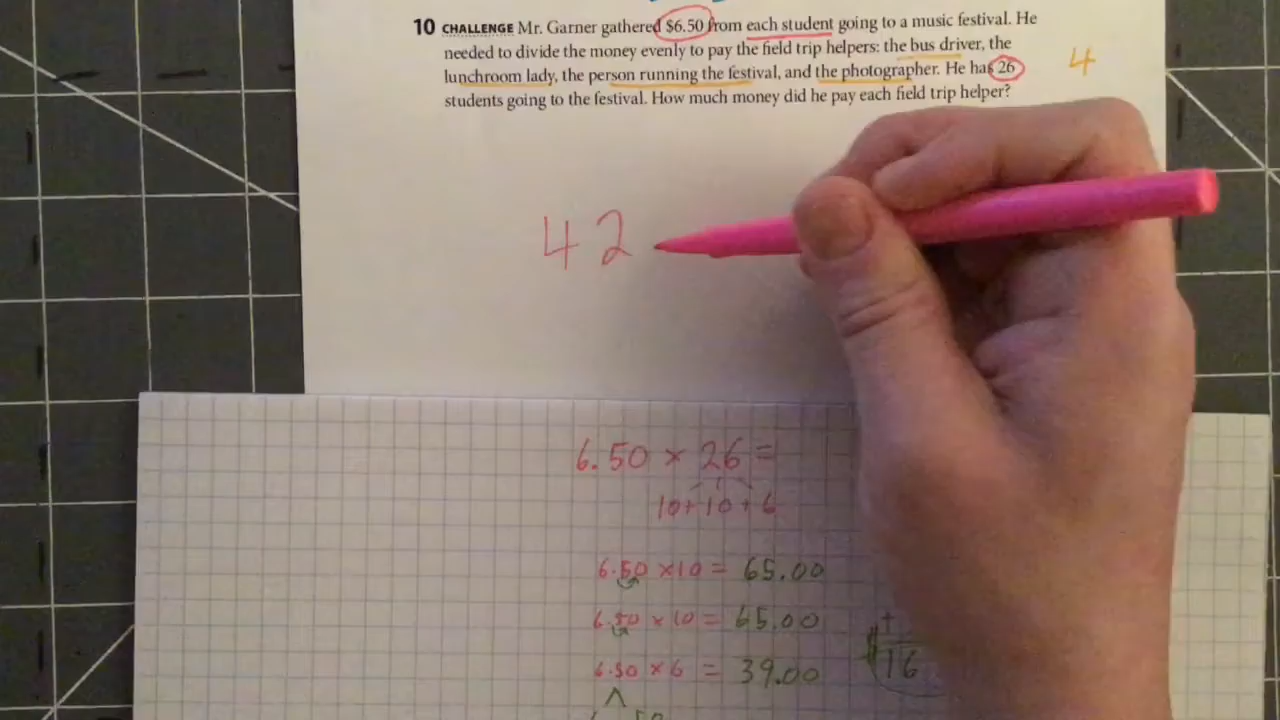 10 CHALLENGE Mr. Garner gathered $6.50 from each student going to a music festival. He
needed to divide the money evenly to pay the field trip helpers: the bus driver, the
lunchroom lady, the person running the festival, and the photographer. He has 26
students going to the festival. How much money did he pay each field trip helper?
4
42
6.50 × 26 =
10+10+6
6.50 ×10 = 65.00
6.50 × 10 = 65.00
6.50 × 6 = 39.00
+
$16